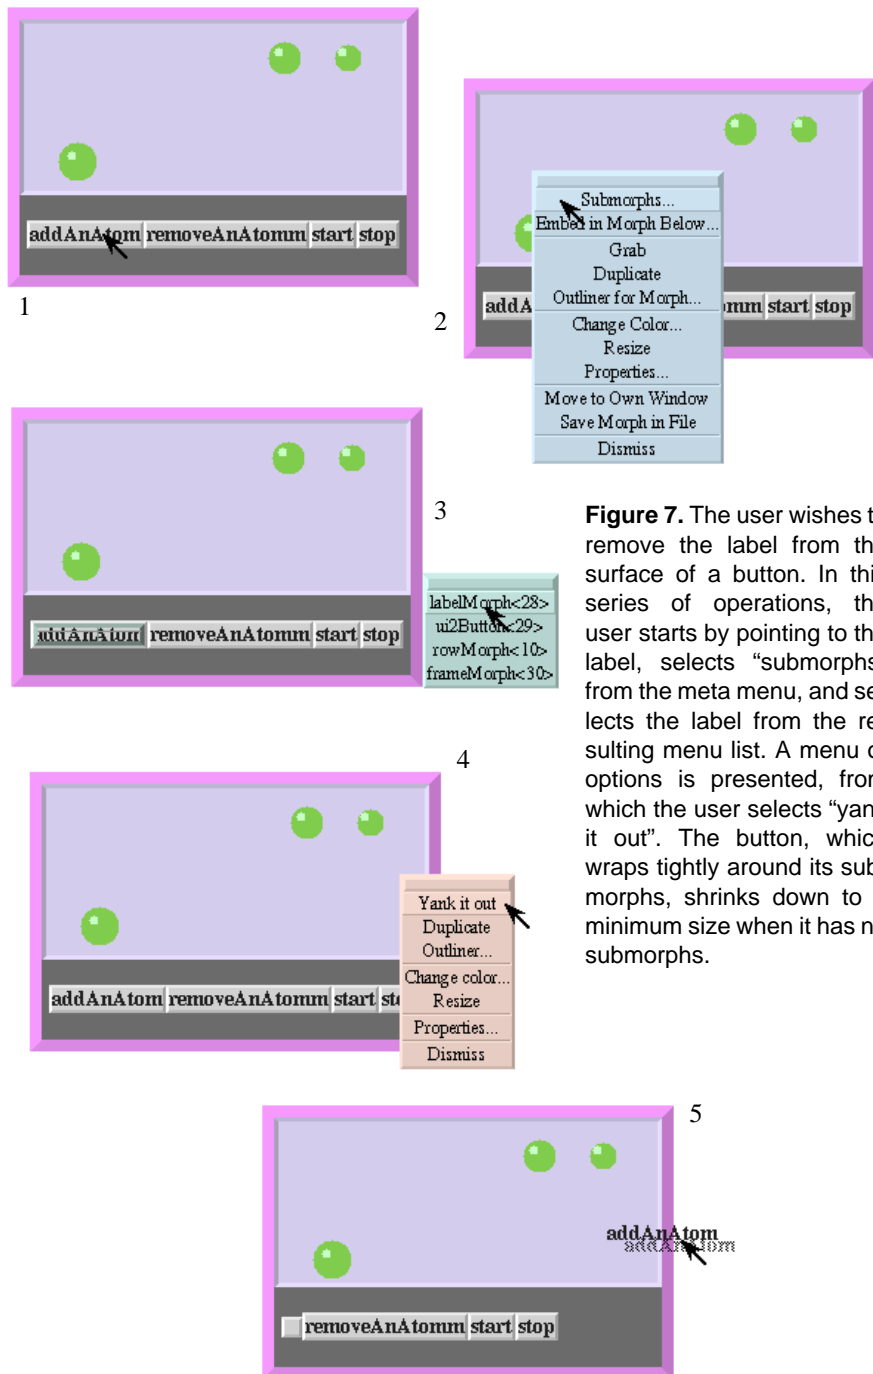 addAnAtom removeAnAtomm start stop
1
Submorphs...
Embed in Morph Below...
Grab
Duplicate
Outliner for Morph...
Change Color...
Resize
Properties...
Move to Own Window
Save Morph in File
Dismiss
addA mm start stop
2
addAnAtom removeAnAtomm start stop
3
labelMorph<28>
ui2Button<29>
rowMorph<10>
frameMorph<30>
Figure 7. The user wishes t
remove the label from th
surface of a button. In thi
series of operations, th
user starts by pointing to th
label, selects “submorphs
from the meta menu, and se
lects the label from the re
sulting menu list. A menu o
options is presented, from
which the user selects “yan
it out”. The button, whic
wraps tightly around its sub
morphs, shrinks down to
minimum size when it has n
submorphs.
4
Yank it out
Duplicate
Outliner...
Change color...
Resize
Properties...
Dismiss
addAnAtom removeAnAtomm start st
5
addAnAtom
addAnAtom
removeAnAtomm start stop